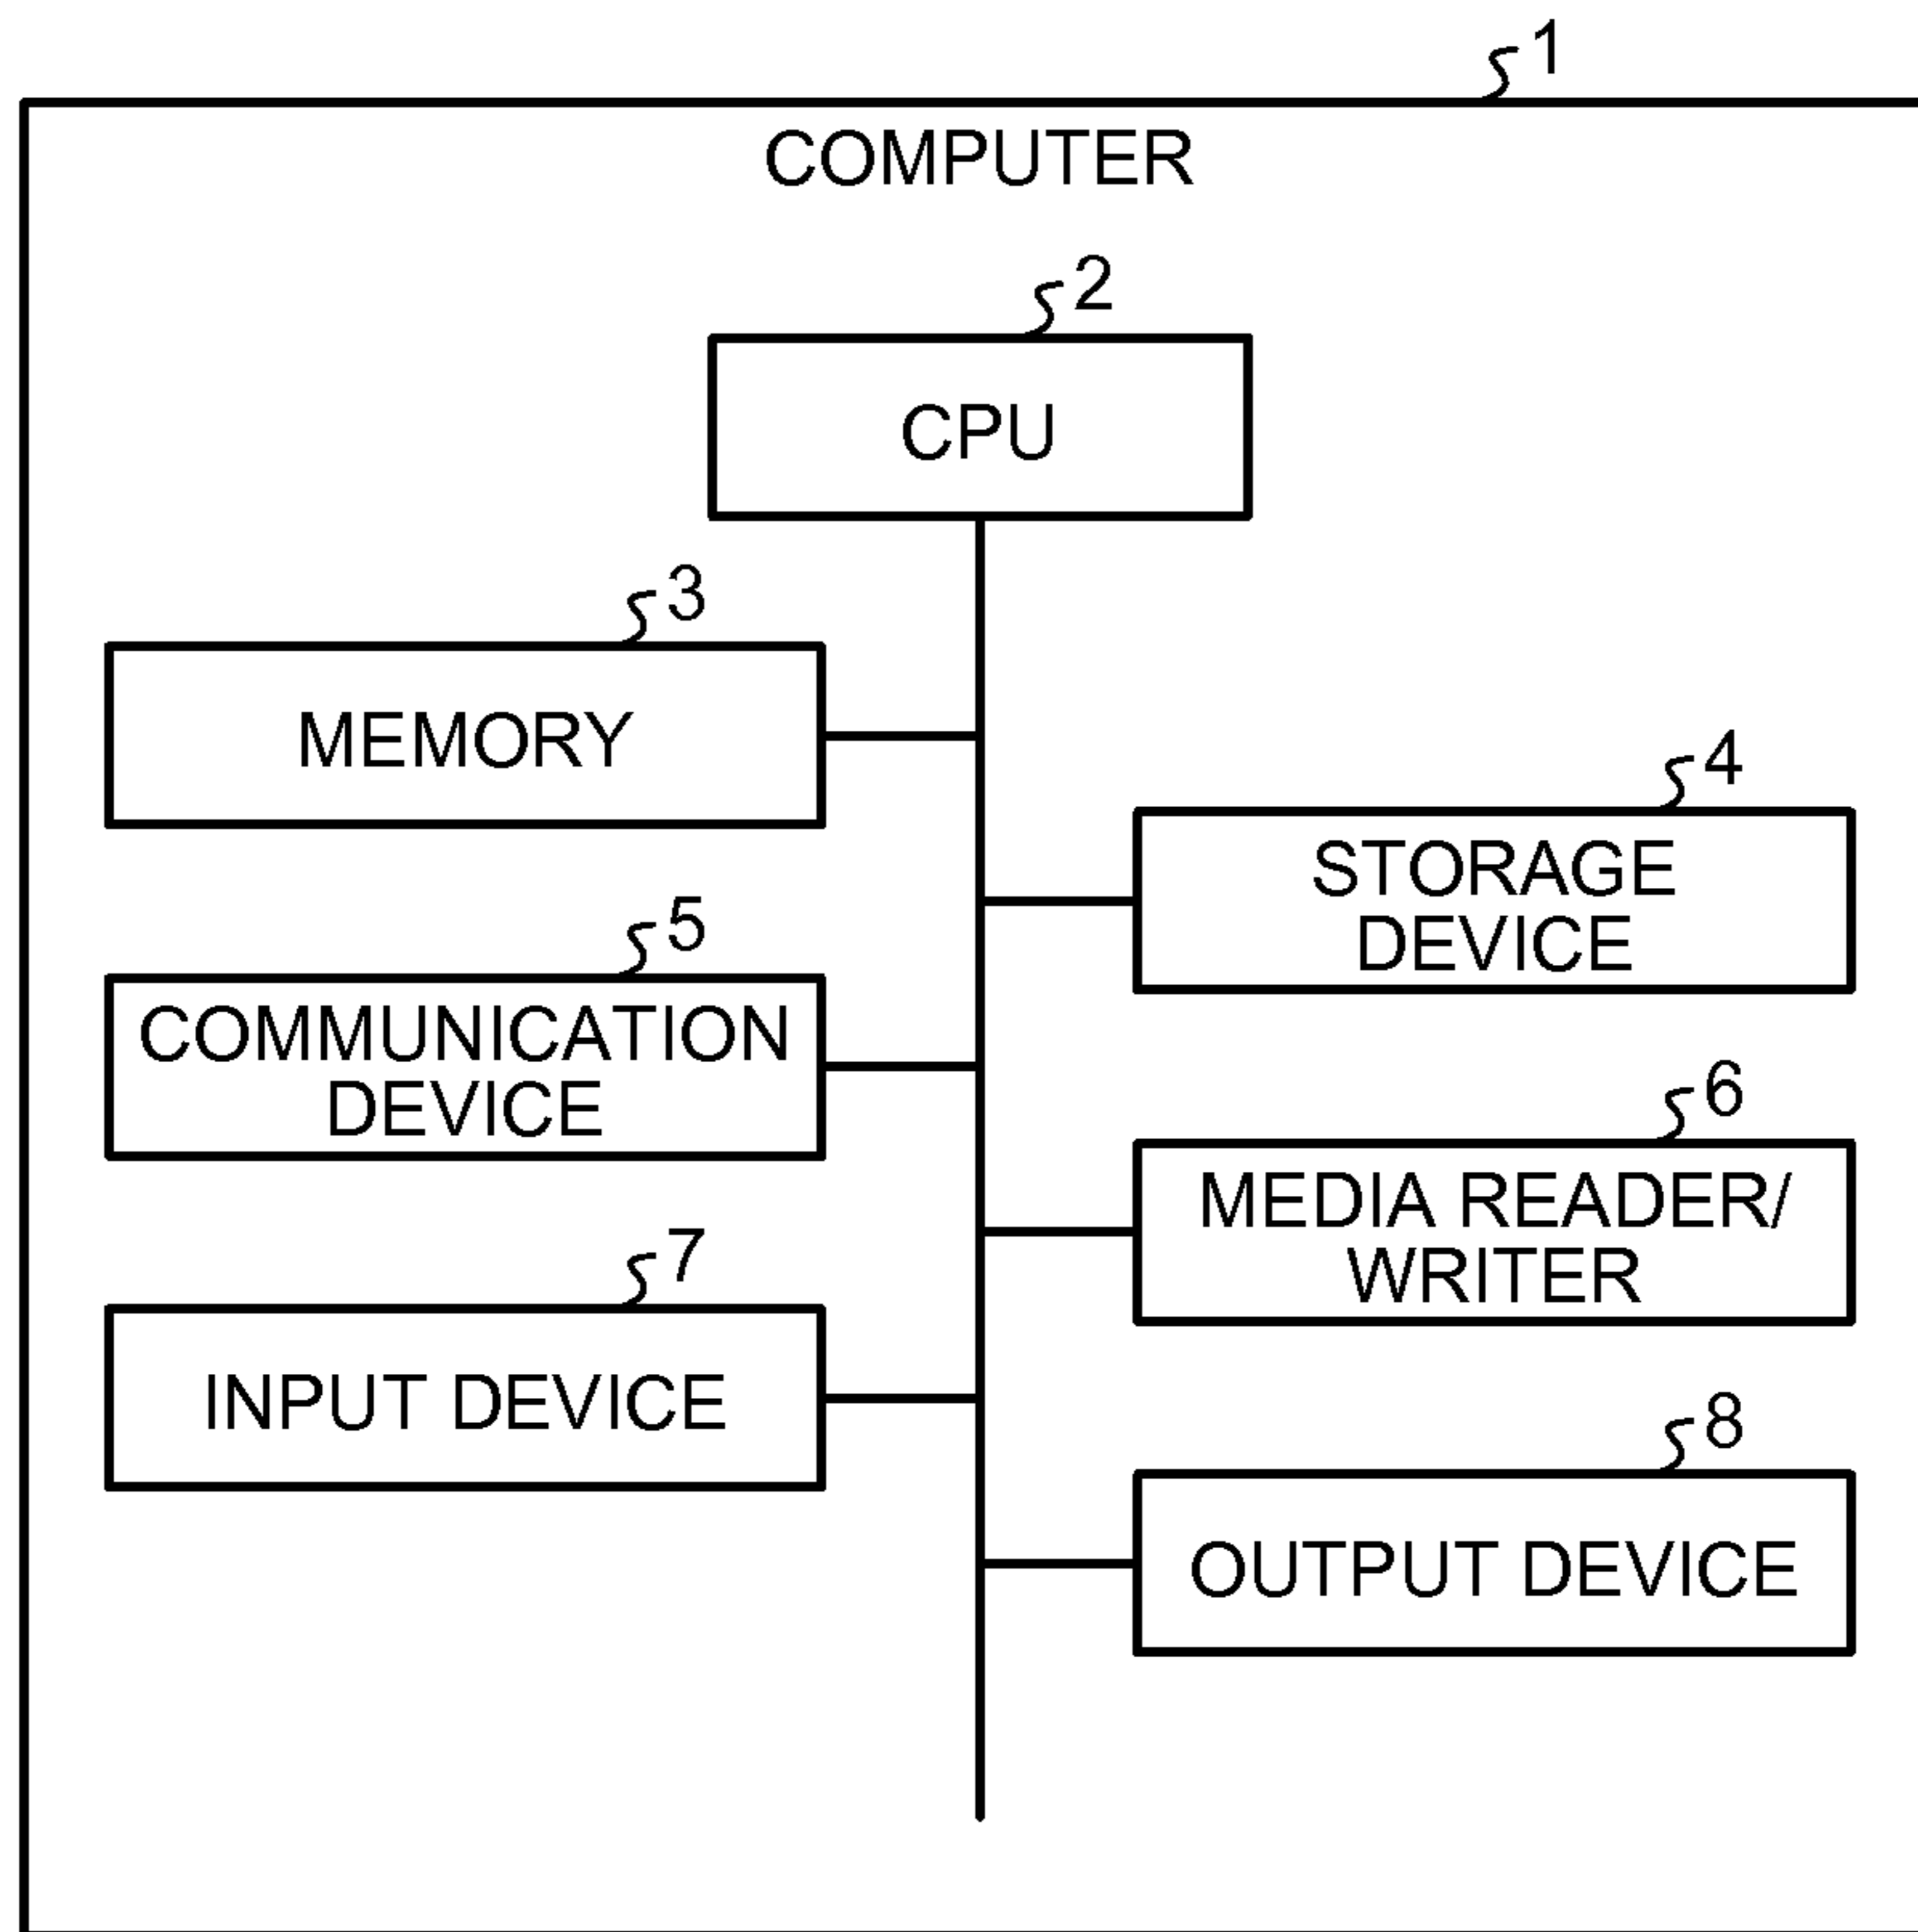 1
COMPUTER
2
CPU
3
MEMORY
4
STORAGE
DEVICE
5
COMMUNICATION
DEVICE
6
MEDIA READER/
WRITER
7
INPUT DEVICE
8
OUTPUT DEVICE